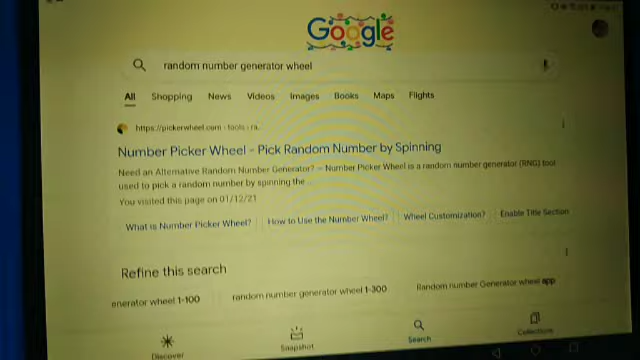 Google
random number generator wheel
All Shopping News Videos Images Books Maps Flights
https://pickerwheel.com › tools › ra..
Number Picker Wheel - Pick Random Number by Spinning
Need an Alternative Random Number Generator? – Number Picker Wheel is a random number generator (RNG) tool
used to pick a random number by spinning the ...
You visited this page on 01/12/21
What is Number Picker Wheel? How to Use the Number Wheel? Wheel Customization? Enable Title Section
Refine this search
enerator wheel 1-100 random number generator wheel 1-300 Random number Generator wheel app
Discover Snapshot Search Collections